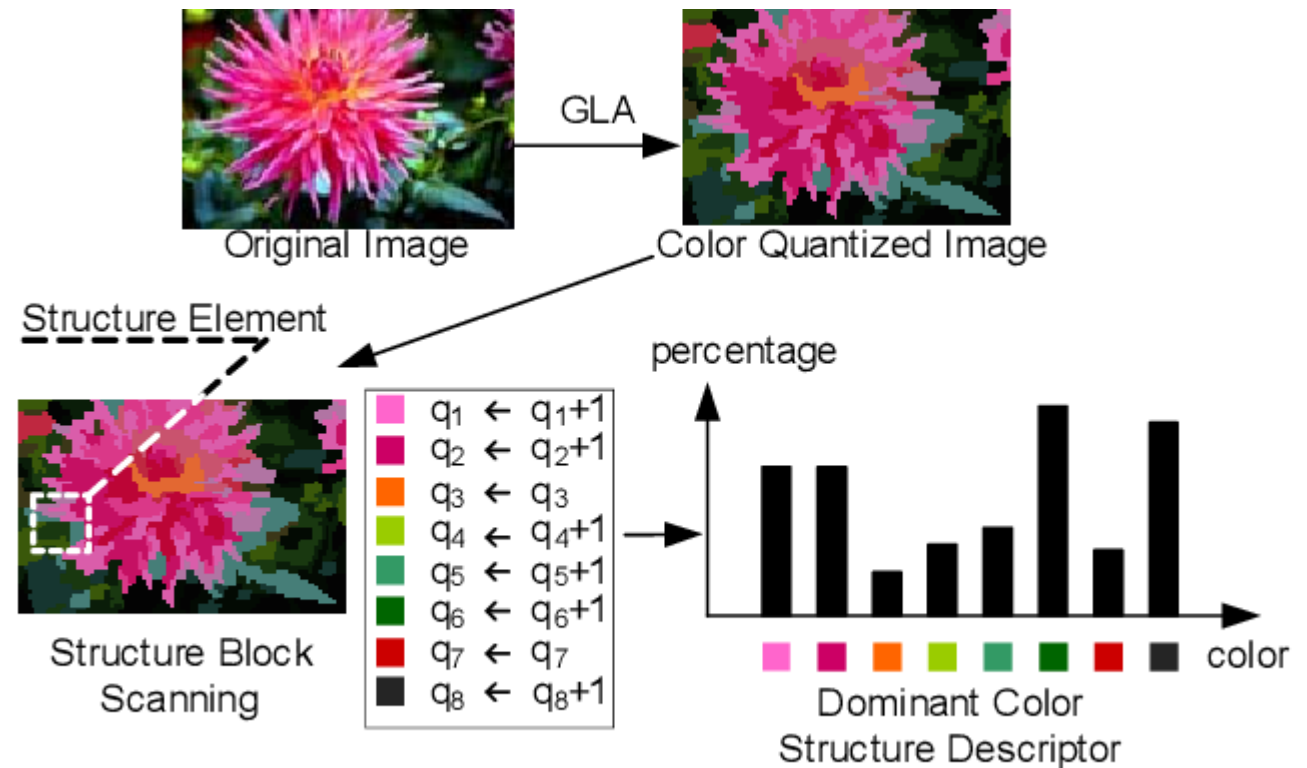 GLA
Original Image
Color Quantized Image
Structure Element
percentage
q1 ← q1+1
q2 ← q2+1
q3 ← q3
q4 ← q4+1
q5 ← q5+1
q6 ← q6+1
q7 ← q7
q8 ← q8+1
Structure Block
Scanning
color
Dominant Color
Structure Descriptor